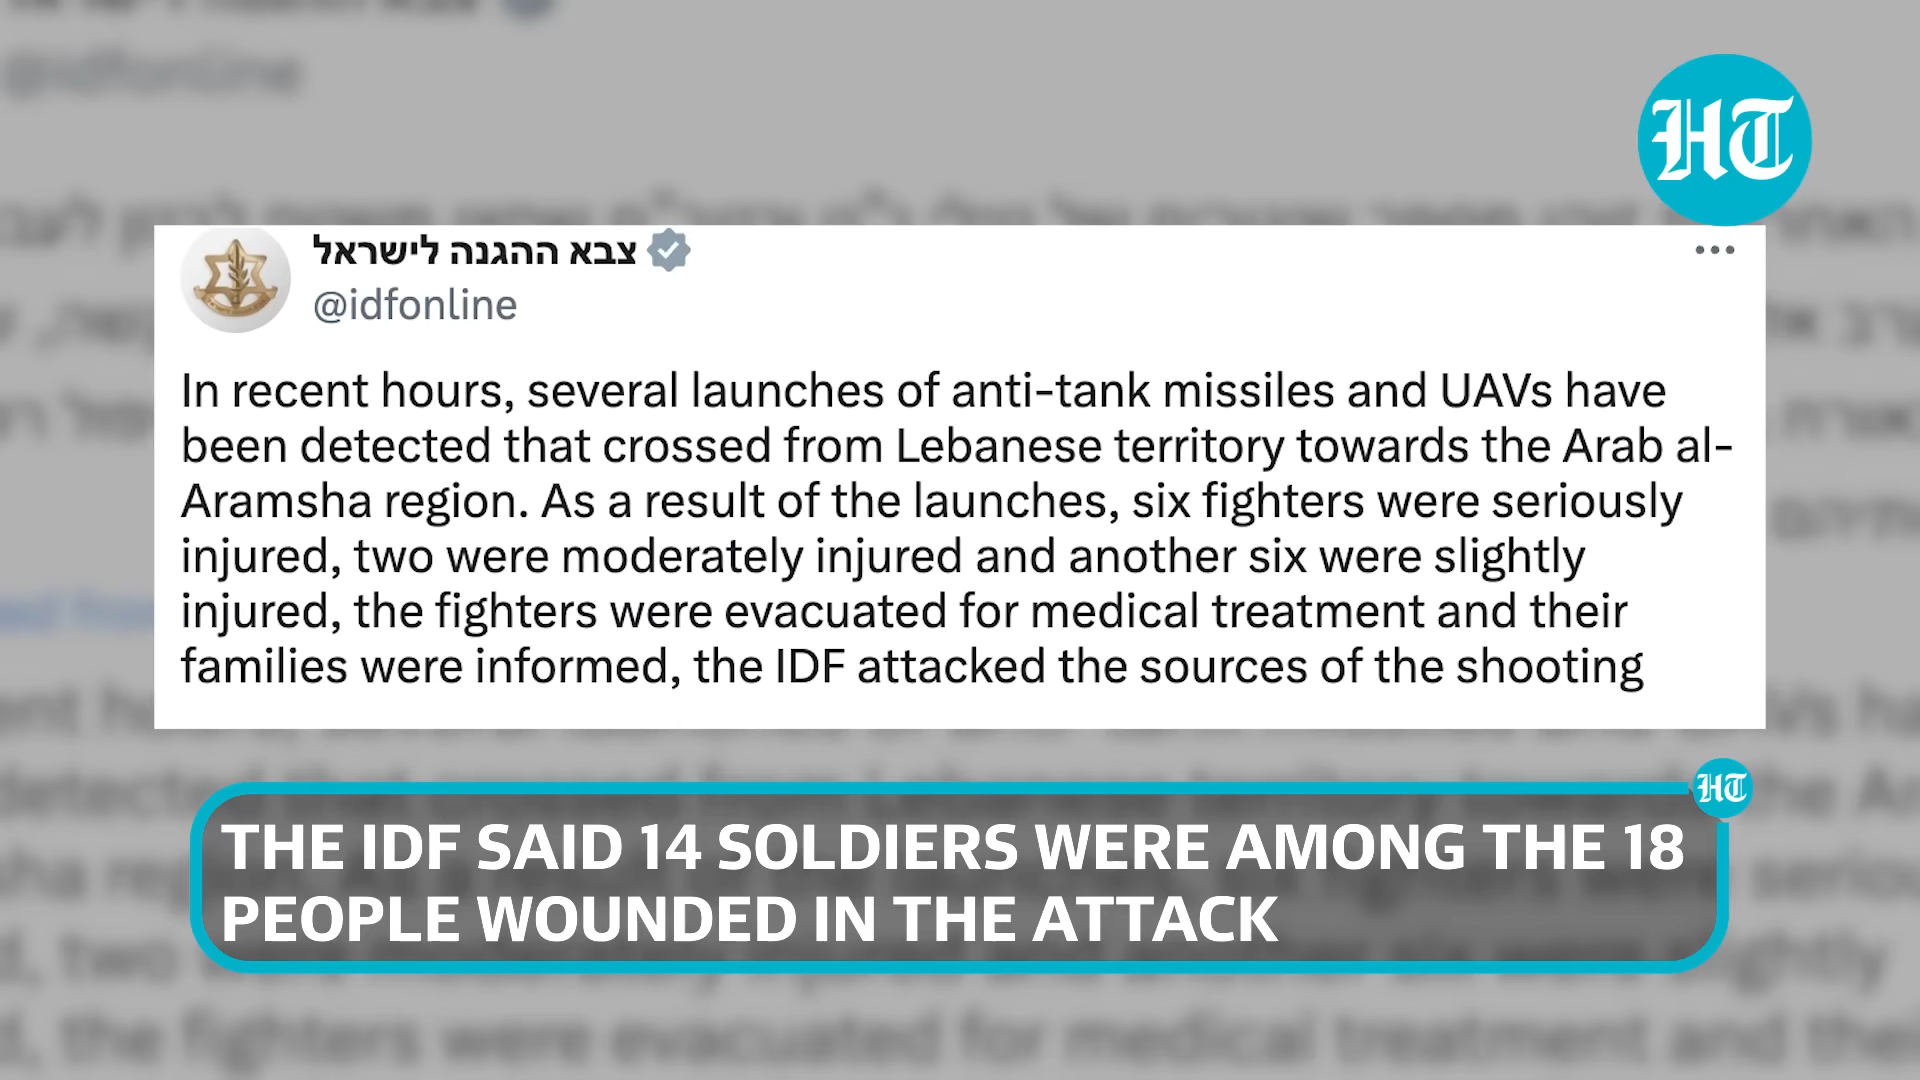 @idfonline
HT
צבא ההגנה לישראל
@idfonline
In recent hours, several launches of anti-tank missiles and UAVs have
been detected that crossed from Lebanese territory towards the Arab al-
Aramsha region. As a result of the launches, six fighters were seriously
injured, two were moderately injured and another six were slightly
injured, the fighters were evacuated for medical treatment and their
families were informed, the IDF attacked the sources of the shooting
HT
THE IDF SAID 14 SOLDIERS WERE AMONG THE 18
PEOPLE WOUNDED IN THE ATTACK